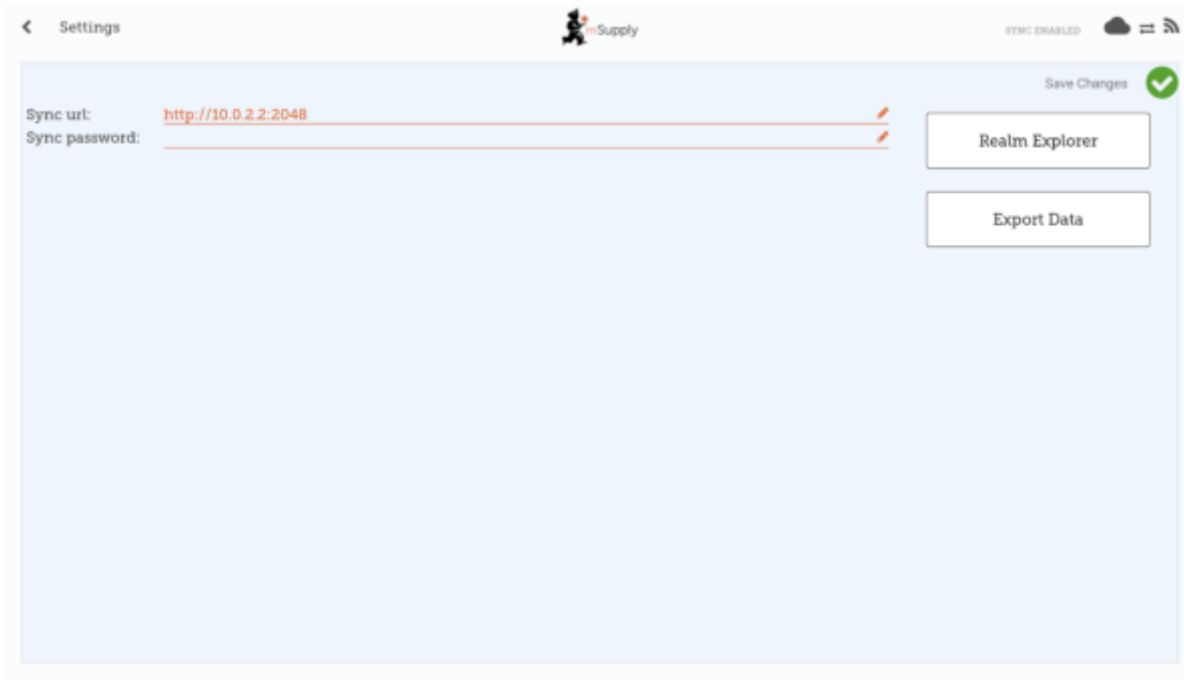 Settings
mSupply
SYNC ENABLED
Save Changes
Sync url: http://10.0.2.2:2048
Sync password:
Realm Explorer
Export Data